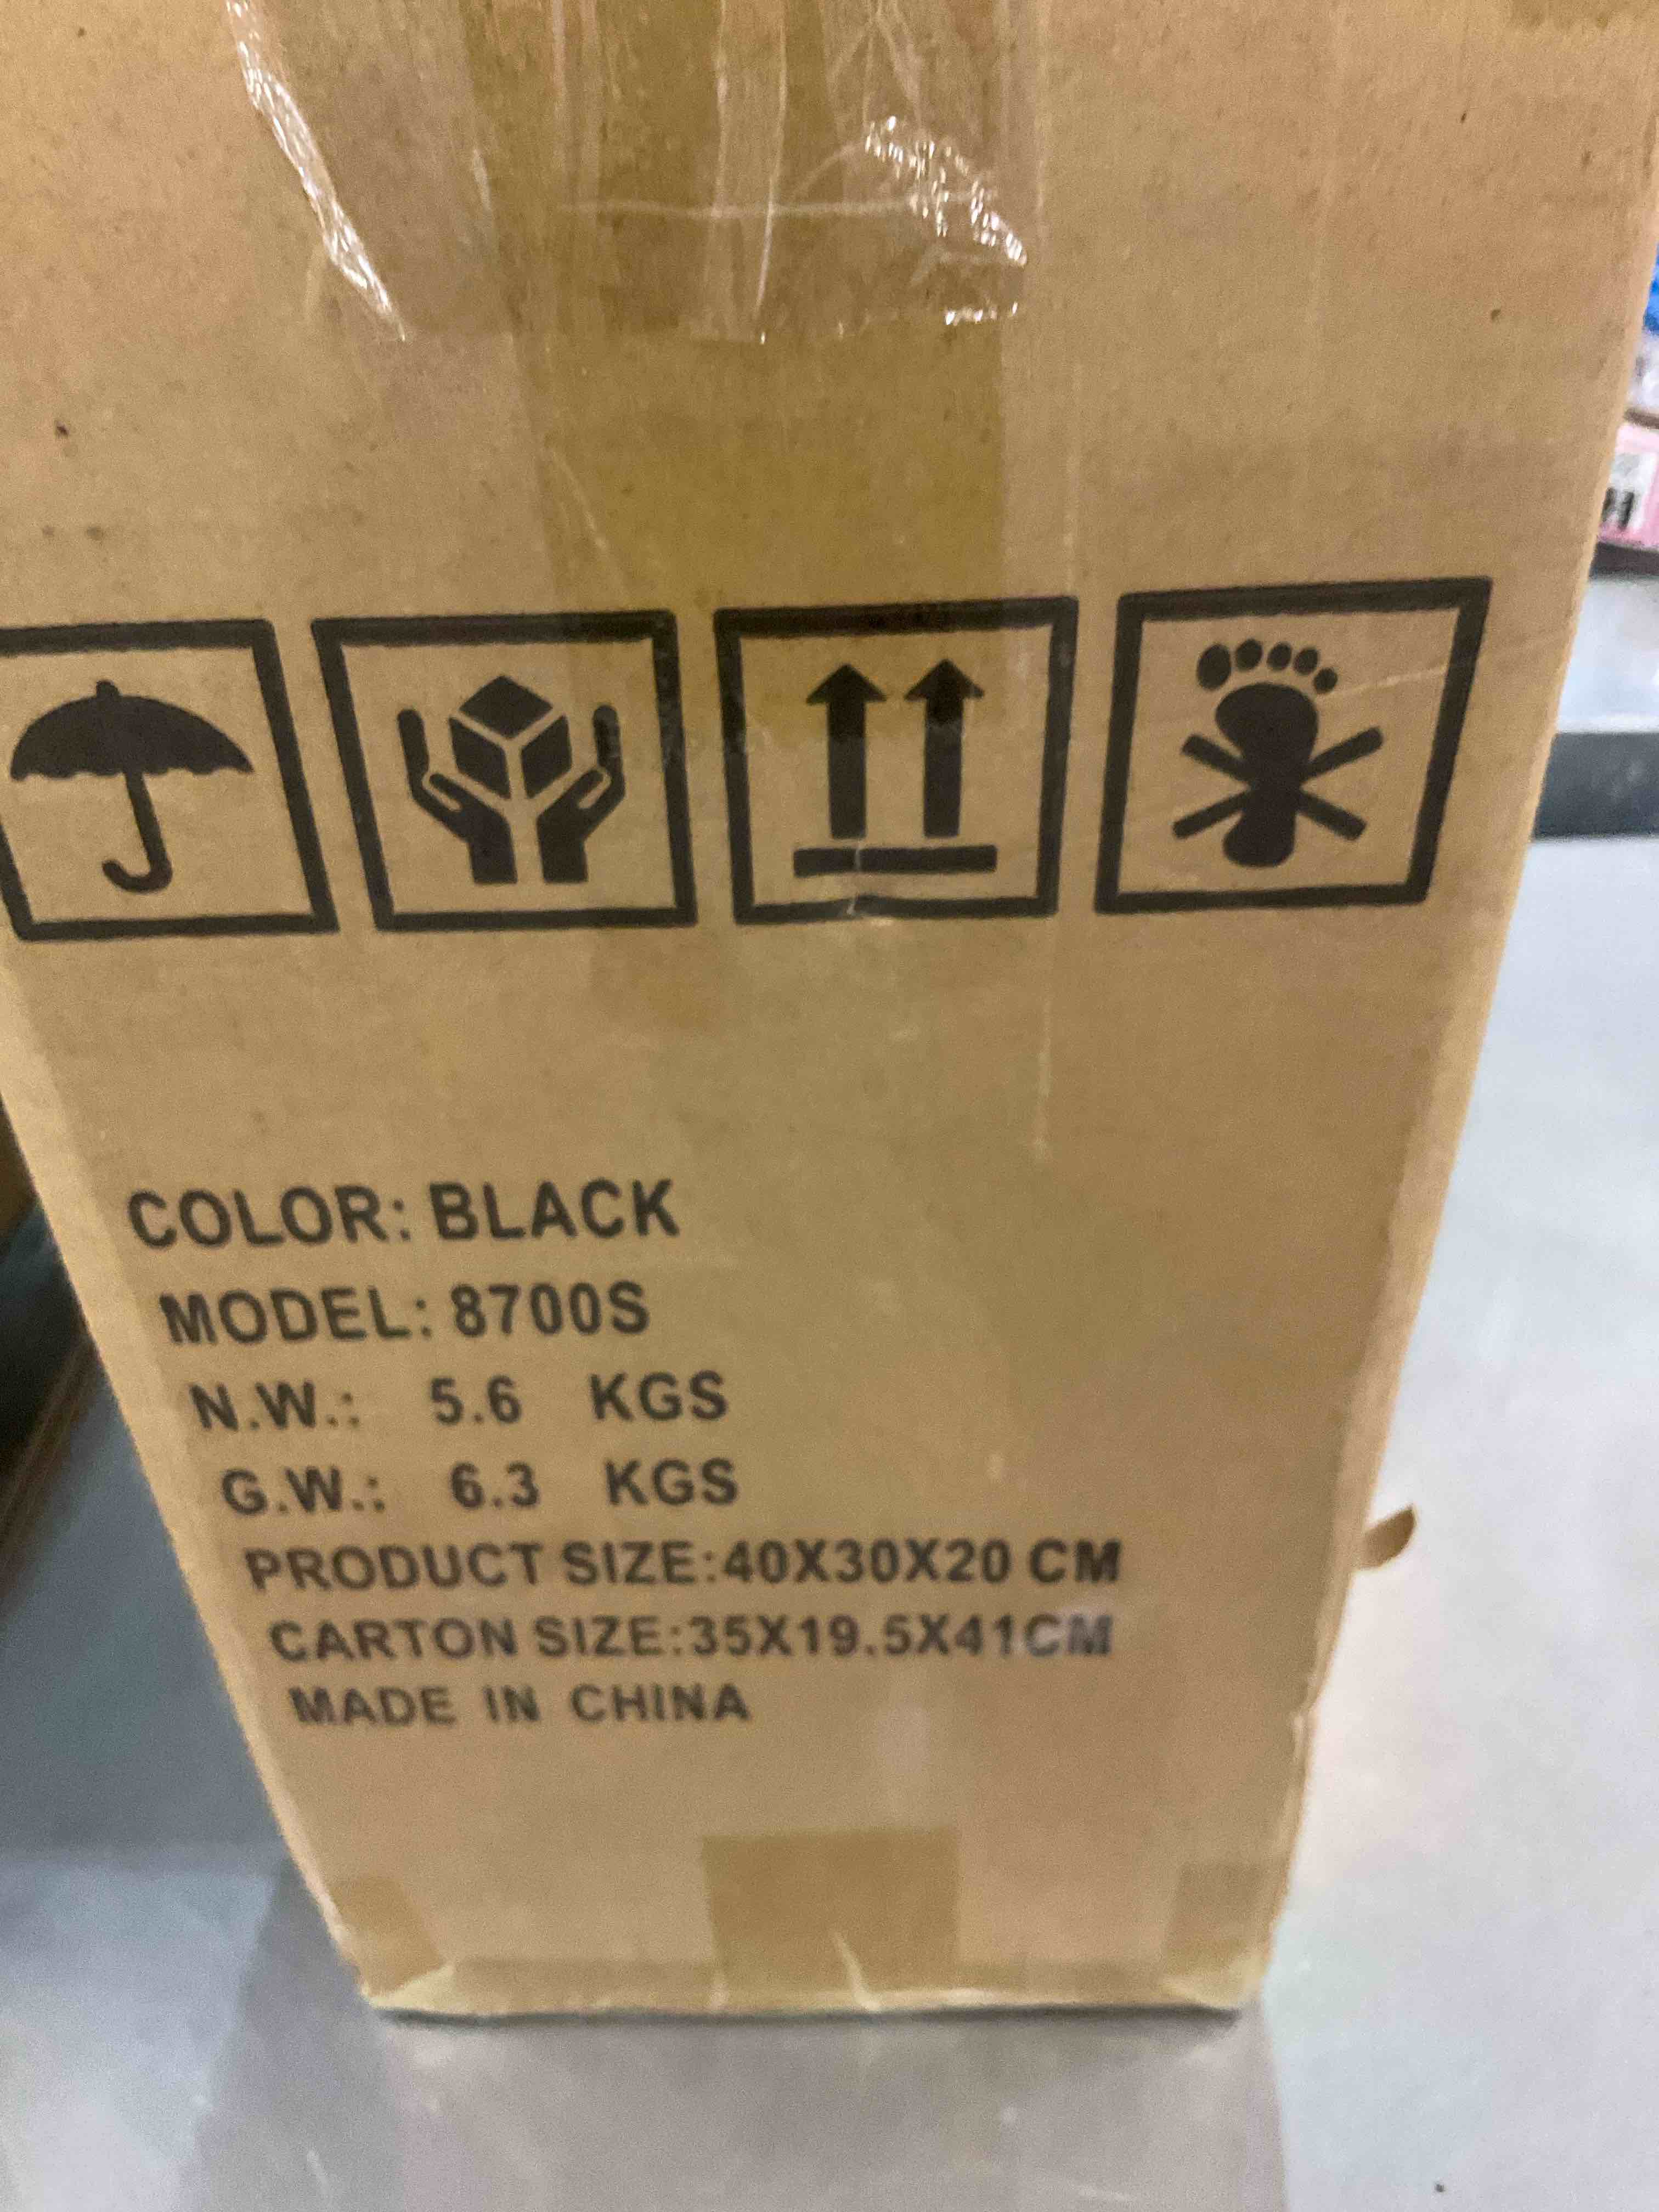 COLOR: BLACK
MODEL: 8700S
N.W.: 5.6 KGS
G.W.: 6.3 KGS
PRODUCT SIZE:40X30X20 CM
CARTON SIZE:35X19.5X41CM
MADE IN CHINA